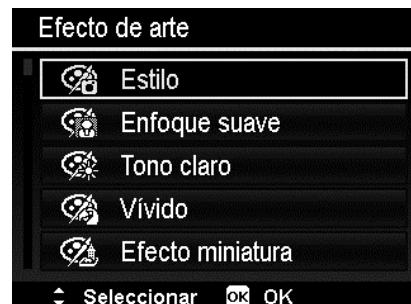 Efecto de arte
Estilo
Enfoque suave
Tono claro
Vívido
Efecto miniatura
Seleccionar OK OK